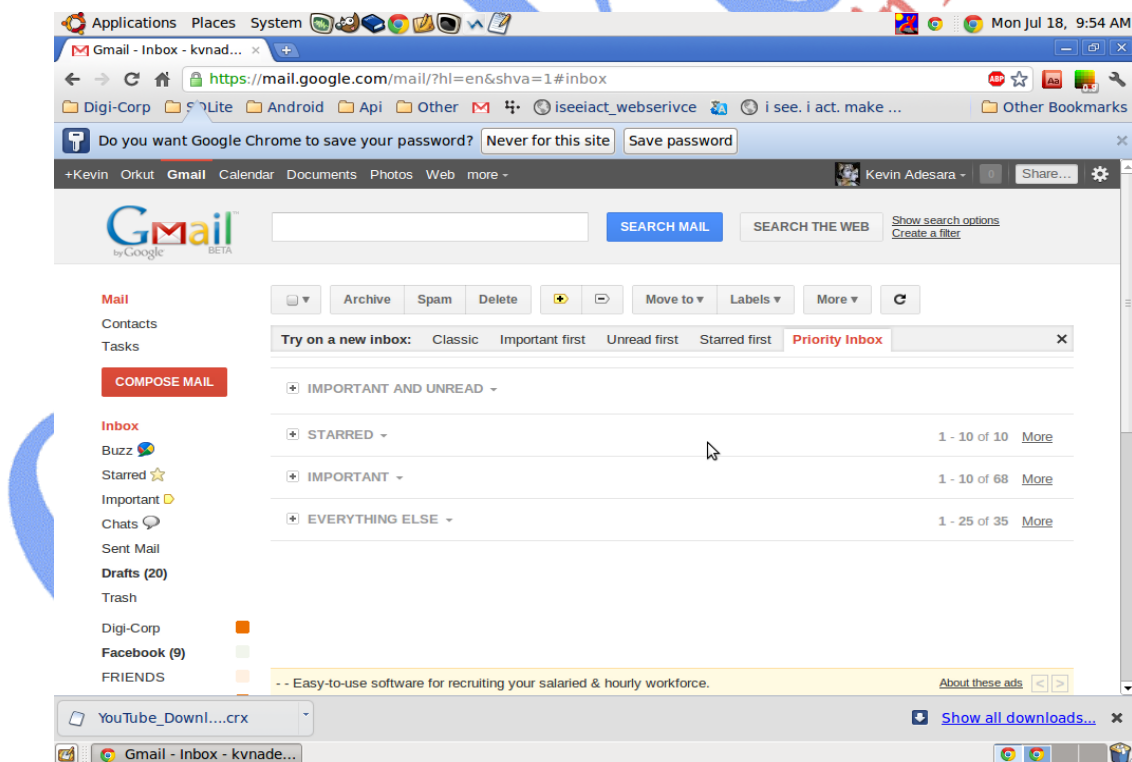 Applications Places System Mon Jul 18, 9:54 AM
Gmail - Inbox - kvnad... ×
https://mail.google.com/mail/?hl=en&shva=1#inbox
Digi-Corp SQLite Android Api Other iseeiact_webserivce i see. i act. make ... Other Bookmarks
Do you want Google Chrome to save your password? Never for this site Save password
+Kevin Orkut Gmail Calendar Documents Photos Web more Kevin Adesara 0 Share...
Gmail™ by Google BETA
SEARCH MAIL SEARCH THE WEB
Show search options
Create a filter
Mail
Contacts
Tasks
COMPOSE MAIL
Archive Spam Delete Move to Labels More
Try on a new inbox: Classic Important first Unread first Starred first Priority Inbox
IMPORTANT AND UNREAD
STARRED 1 - 10 of 10 More
IMPORTANT 1 - 10 of 68 More
EVERYTHING ELSE 1 - 25 of 35 More
Inbox
Buzz
Starred
Important
Chats
Sent Mail
Drafts (20)
Trash
Digi-Corp
Facebook (9)
FRIENDS
- - Easy-to-use software for recruiting your salaried & hourly workforce. About these ads < >
YouTube_Downl....crx Show all downloads...
Gmail - Inbox - kvnade...